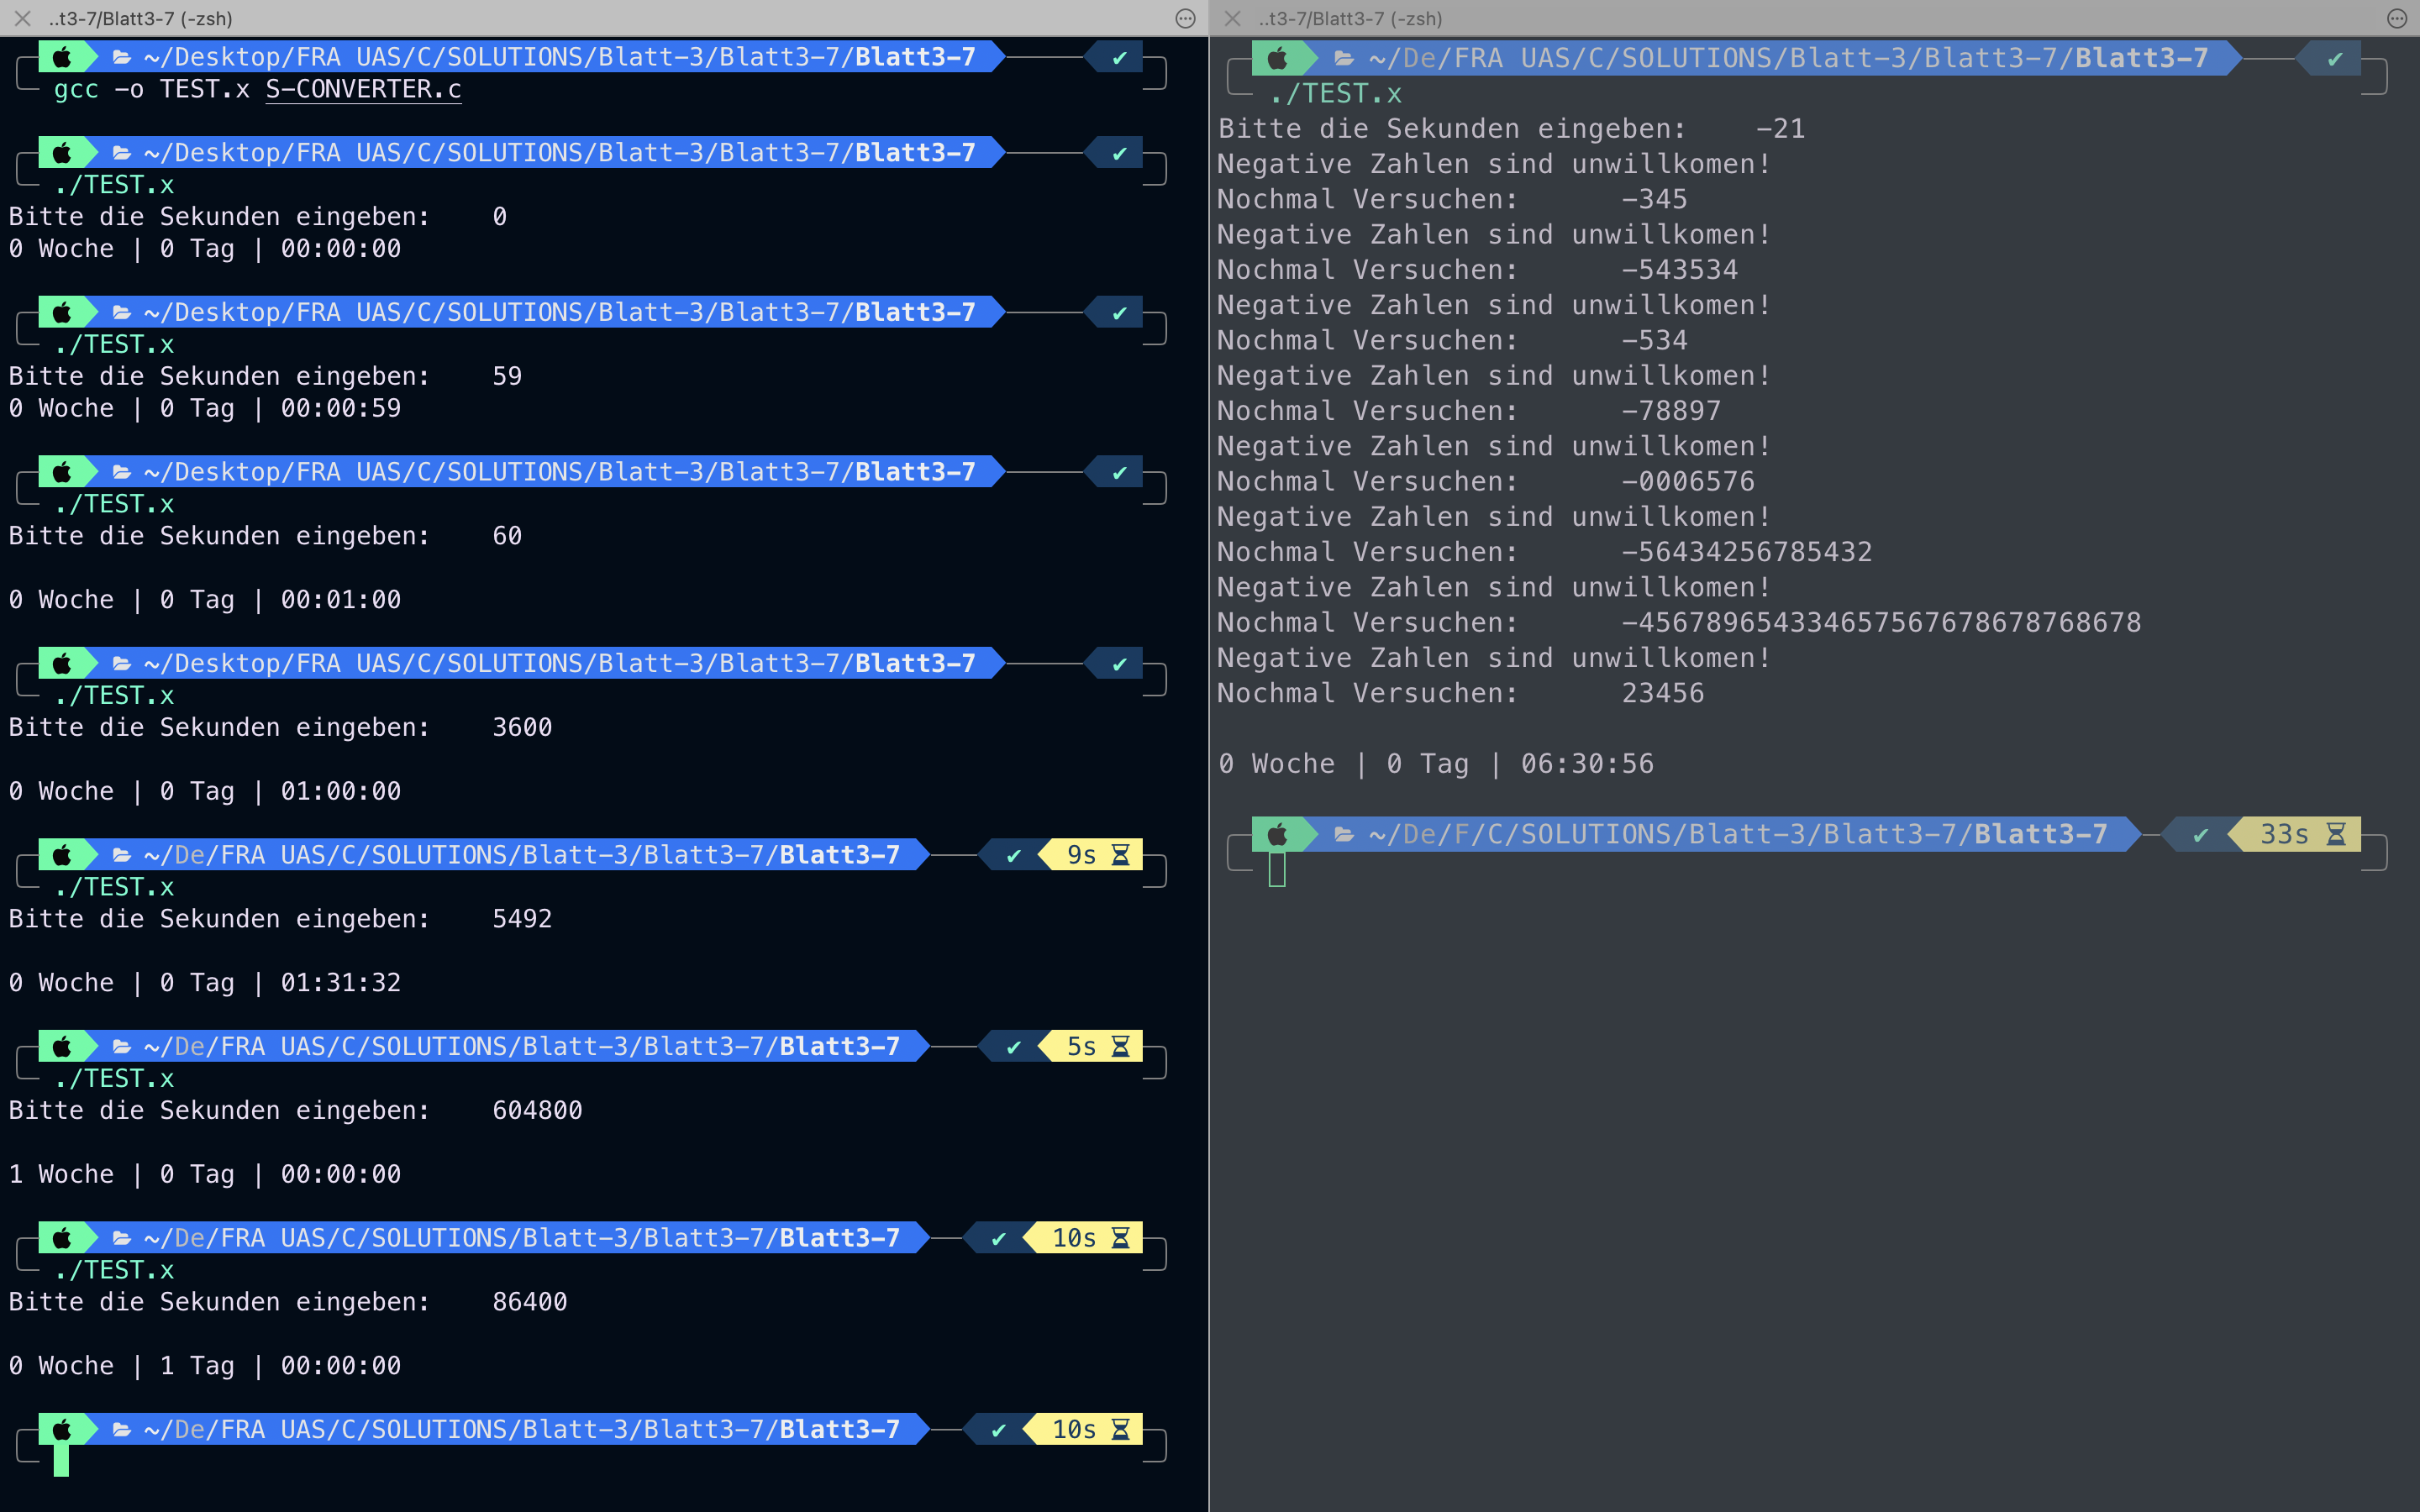 ..t3-7/Blatt3-7 (-zsh)
~/Desktop/FRA UAS/C/SOLUTIONS/Blatt-3/Blatt3-7/Blatt3-7 ✔
gcc -o TEST.x S-CONVERTER.c
~/Desktop/FRA UAS/C/SOLUTIONS/Blatt-3/Blatt3-7/Blatt3-7 ✔
./TEST.x
Bitte die Sekunden eingeben:    0
0 Woche | 0 Tag | 00:00:00
~/Desktop/FRA UAS/C/SOLUTIONS/Blatt-3/Blatt3-7/Blatt3-7 ✔
./TEST.x
Bitte die Sekunden eingeben:    59
0 Woche | 0 Tag | 00:00:59
~/Desktop/FRA UAS/C/SOLUTIONS/Blatt-3/Blatt3-7/Blatt3-7 ✔
./TEST.x
Bitte die Sekunden eingeben:    60
0 Woche | 0 Tag | 00:01:00
~/Desktop/FRA UAS/C/SOLUTIONS/Blatt-3/Blatt3-7/Blatt3-7 ✔
./TEST.x
Bitte die Sekunden eingeben:    3600
0 Woche | 0 Tag | 01:00:00
~/De/FRA UAS/C/SOLUTIONS/Blatt-3/Blatt3-7/Blatt3-7 ✔ 9s
./TEST.x
Bitte die Sekunden eingeben:    5492
0 Woche | 0 Tag | 01:31:32
~/De/FRA UAS/C/SOLUTIONS/Blatt-3/Blatt3-7/Blatt3-7 ✔ 5s
./TEST.x
Bitte die Sekunden eingeben:    604800
1 Woche | 0 Tag | 00:00:00
~/De/FRA UAS/C/SOLUTIONS/Blatt-3/Blatt3-7/Blatt3-7 ✔ 10s
./TEST.x
Bitte die Sekunden eingeben:    86400
0 Woche | 1 Tag | 00:00:00
~/De/FRA UAS/C/SOLUTIONS/Blatt-3/Blatt3-7/Blatt3-7 ✔ 10s
..t3-7/Blatt3-7 (-zsh)
~/De/FRA UAS/C/SOLUTIONS/Blatt-3/Blatt3-7/Blatt3-7 ✔
./TEST.x
Bitte die Sekunden eingeben:    -21
Negative Zahlen sind unwillkomen!
Nochmal Versuchen:      -345
Negative Zahlen sind unwillkomen!
Nochmal Versuchen:      -543534
Negative Zahlen sind unwillkomen!
Nochmal Versuchen:      -534
Negative Zahlen sind unwillkomen!
Nochmal Versuchen:      -78897
Negative Zahlen sind unwillkomen!
Nochmal Versuchen:      -0006576
Negative Zahlen sind unwillkomen!
Nochmal Versuchen:      -56434256785432
Negative Zahlen sind unwillkomen!
Nochmal Versuchen:      -456789654334657567678678768678
Negative Zahlen sind unwillkomen!
Nochmal Versuchen:      23456
0 Woche | 0 Tag | 06:30:56
~/De/F/C/SOLUTIONS/Blatt-3/Blatt3-7/Blatt3-7 ✔ 33s